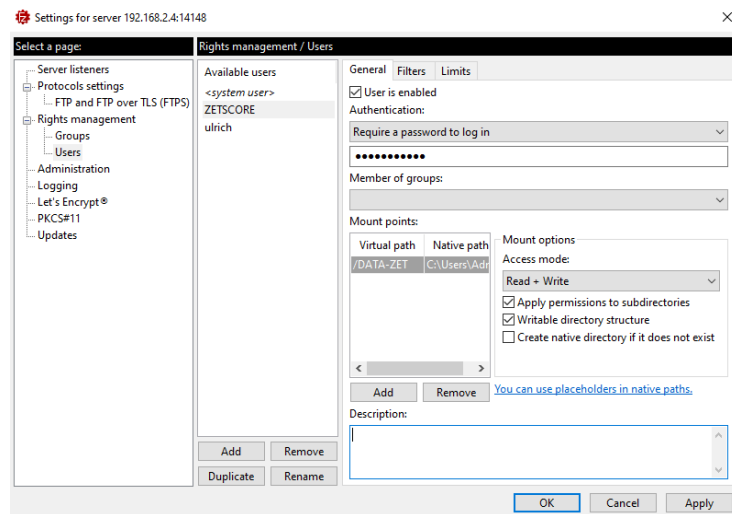 Settings for server 192.168.2.4:14148
Select a page:
Server listeners
Protocols settings
FTP and FTP over TLS (FTPS)
Rights management
Groups
Users
Administration
Logging
Let's Encrypt®
PKCS#11
Updates
Rights management / Users
Available users
<system user>
ZETSCORE
ulrich
Add Remove
Duplicate Rename
General Filters Limits
User is enabled
Authentication:
Require a password to log in
●●●●●●●●●●●
Member of groups:
Mount points:
Virtual path Native path
/DATA-ZET C:\Users\Adr
Add Remove
Mount options
Access mode:
Read + Write
Apply permissions to subdirectories
Writable directory structure
Create native directory if it does not exist
You can use placeholders in native paths.
Description:
OK Cancel Apply